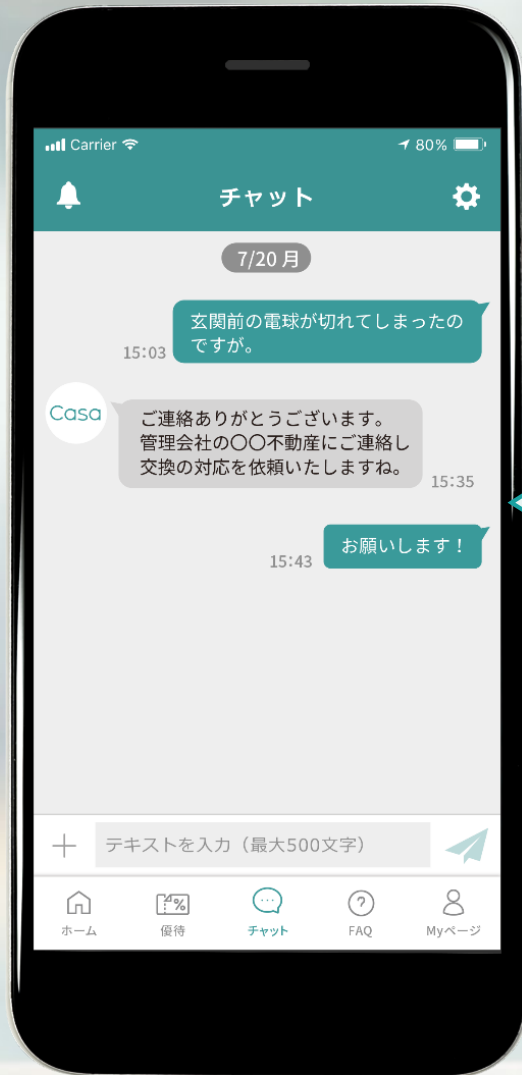 Carrier
80%
チャット
7/20 月
玄関前の電球が切れてしまったの
ですが。
15:03
Casa
ご連絡ありがとうございます。
管理会社の〇〇不動産にご連絡し
交換の対応を依頼いたしますね。
15:35
お願いします！
15:43
テキストを入力（最大500文字）
ホーム
優待
チャット
FAQ
Myページ